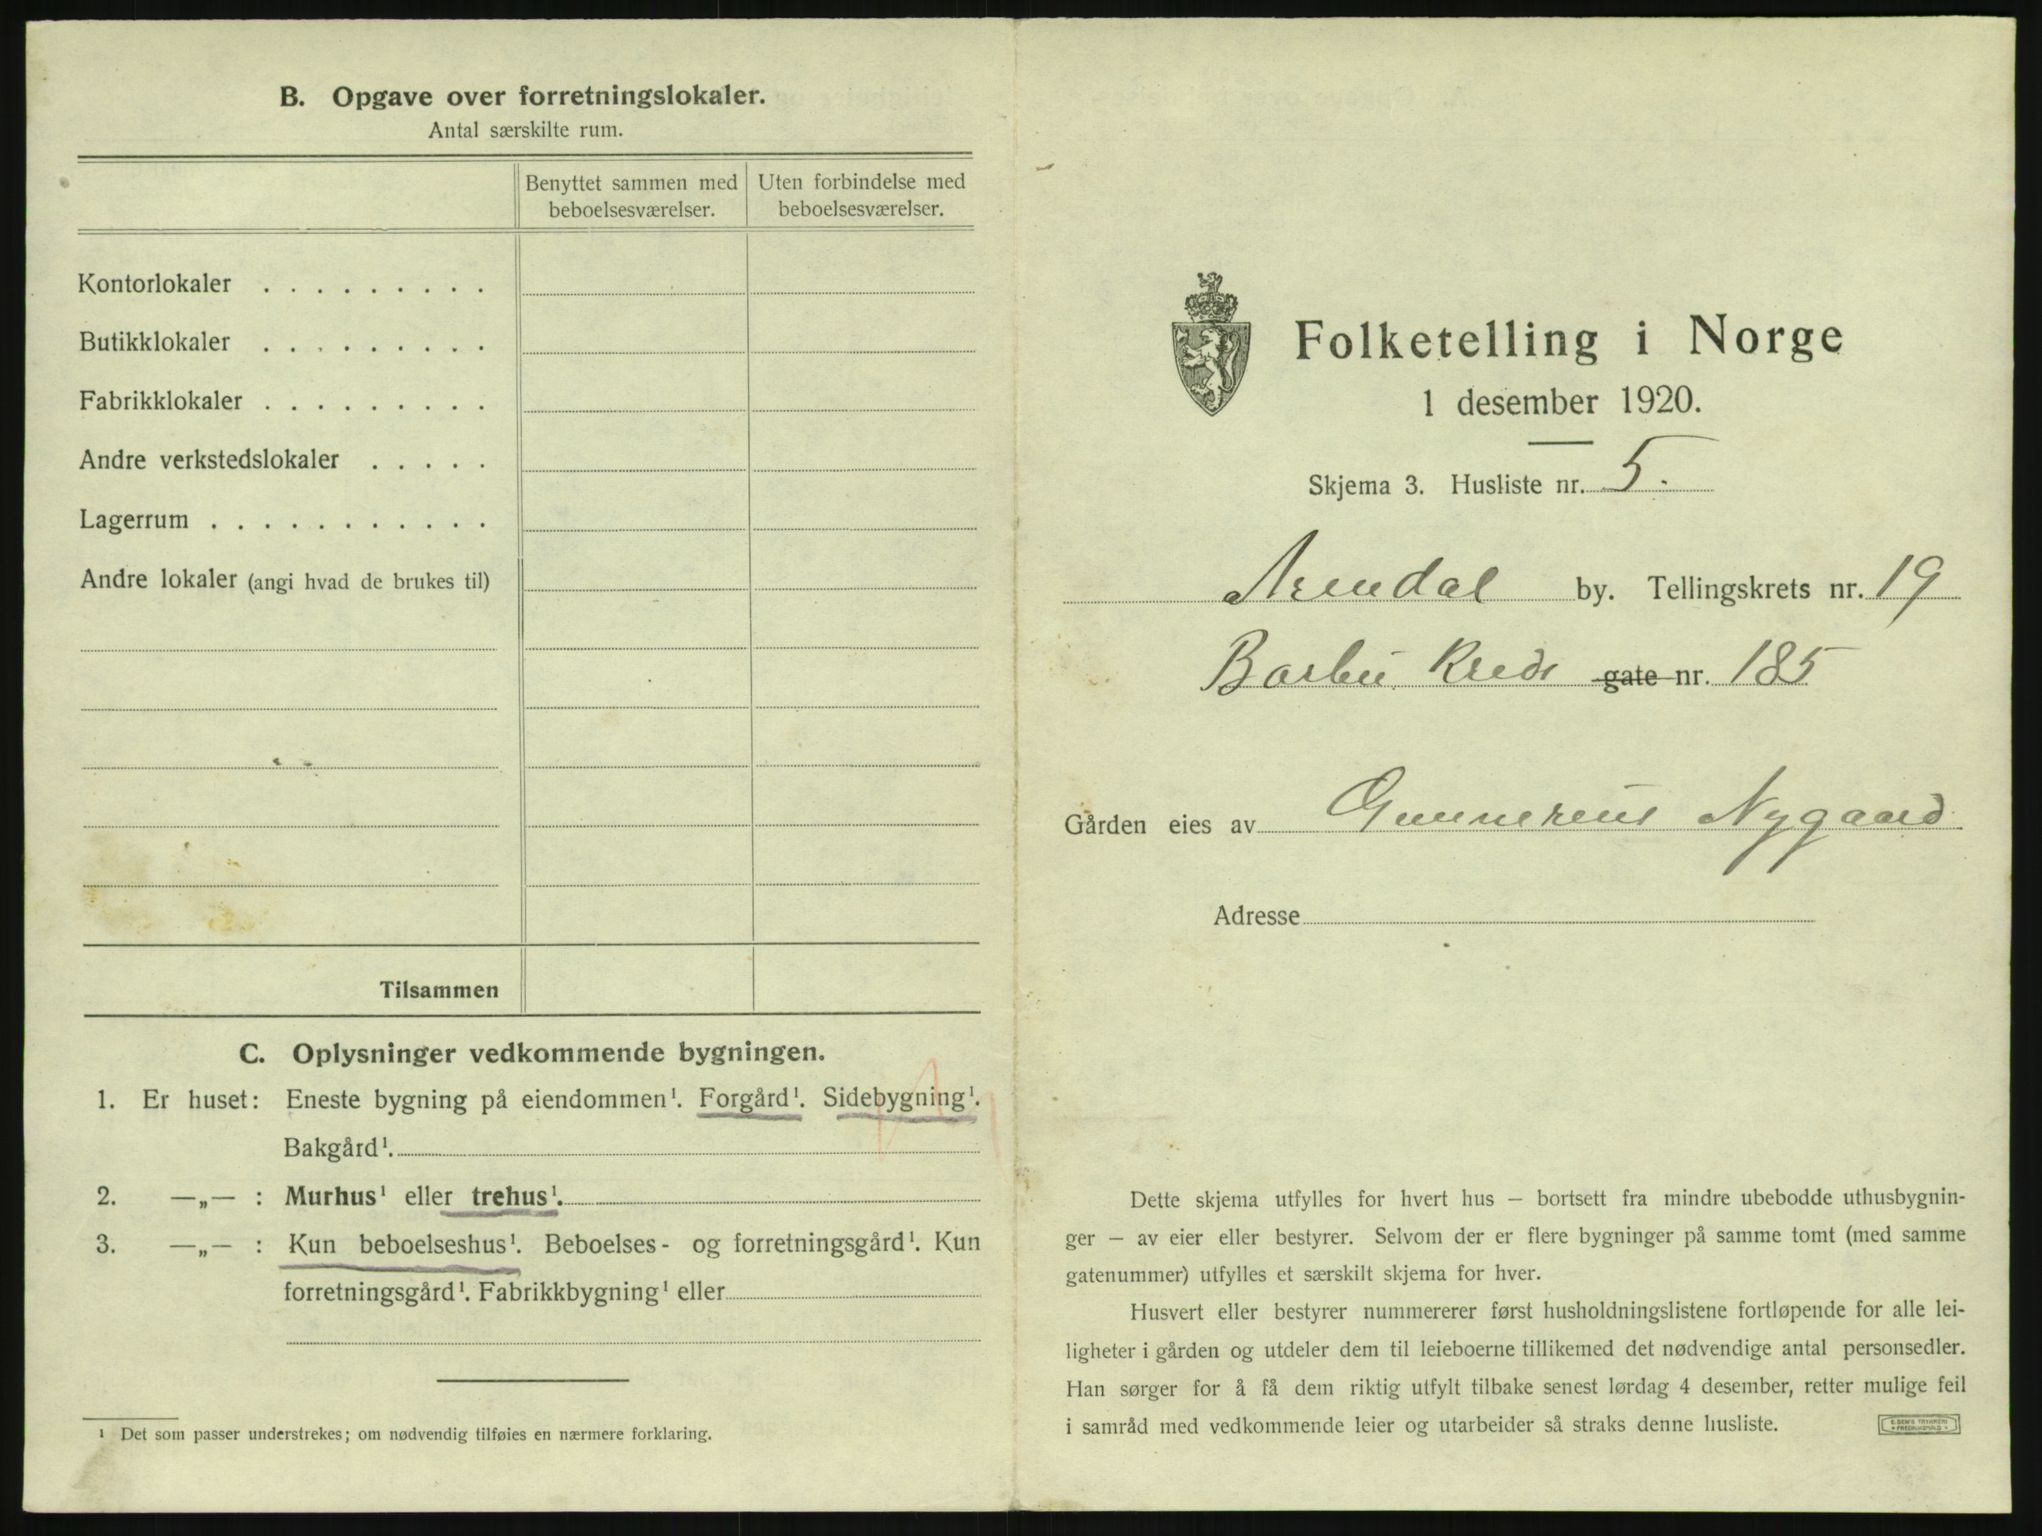 B. Opgave over forretningslokaler.
Antal særskilte rum.
Benyttet sammen med
beboelsesværelser.
Uten forbindelse med
beboelsesværelser.
Kontorlokaler . . . . . . . . .
Butikklokaler . . . . . . . . .
Fabrikklokaler . . . . . . . . .
Andre verkstedslokaler . . . . .
Lagerrum . . . . . . . . . . .
Andre lokaler (angi hvad de brukes til)
Tilsammen
C. Oplysninger vedkommende bygningen.
1. Er huset: Eneste bygning på eiendommen¹. Forgård¹. Sidebygning¹.
Bakgård¹.
2. —„— : Murhus¹ eller trehus¹.
3. —„— : Kun beboelseshus¹. Beboelses- og forretningsgård¹. Kun
forretningsgård¹. Fabrikkbygning¹ eller
¹ Det som passer understrekes; om nødvendig tilføies en nærmere forklaring.
Folketelling i Norge
1 desember 1920.
Skjema 3. Husliste nr. 5.
Arendal by. Tellingskrets nr. 19
Barbu Kreds gate nr. 185
Gården eies av Gunnerius Nygaard
Adresse
Dette skjema utfylles for hvert hus — bortsett fra mindre ubebodde uthusbygnin-
ger — av eier eller bestyrer. Selvom der er flere bygninger på samme tomt (med samme
gatenummer) utfylles et særskilt skjema for hver.
Husvert eller bestyrer nummererer først husholdningslistene fortløpende for alle lei-
ligheter i gården og utdeler dem til leieboerne tillikemed det nødvendige antal personsedler.
Han sørger for å få dem riktig utfylt tilbake senest lørdag 4 desember, retter mulige feil
i samråd med vedkommende leier og utarbeider så straks denne husliste.